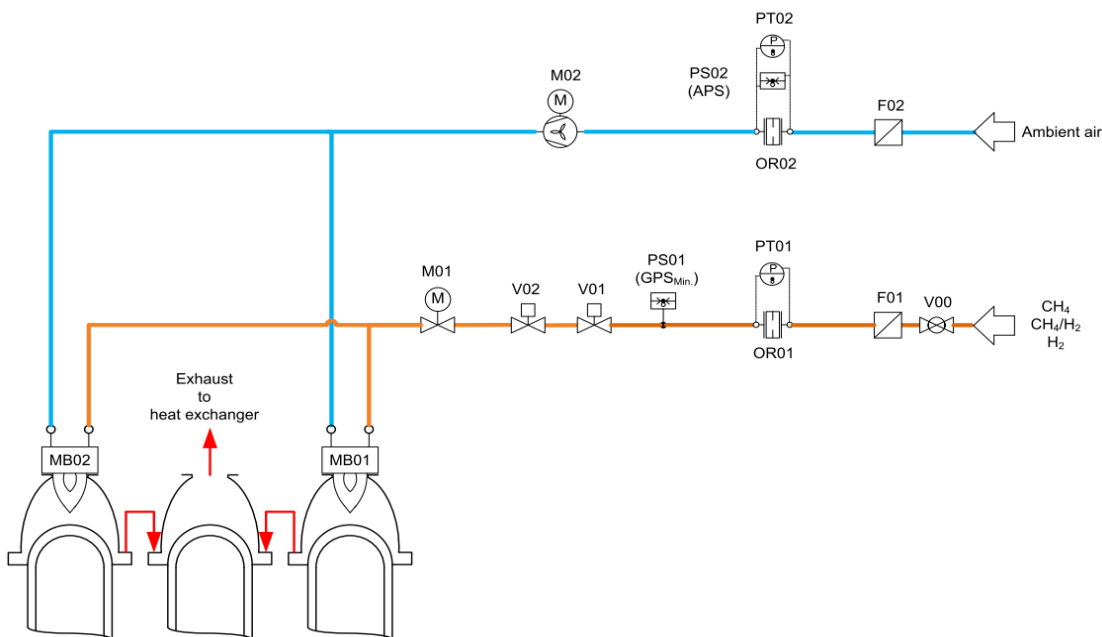 PT02
P
PS02
(APS)
M02
M
F02
Ambient air
OR02
PT01
P
PS01
(GPSMin.)
M01
M
V02
V01
F01
V00
CH4
CH4/H2
H2
OR01
Exhaust
to
heat exchanger
MB02
MB01